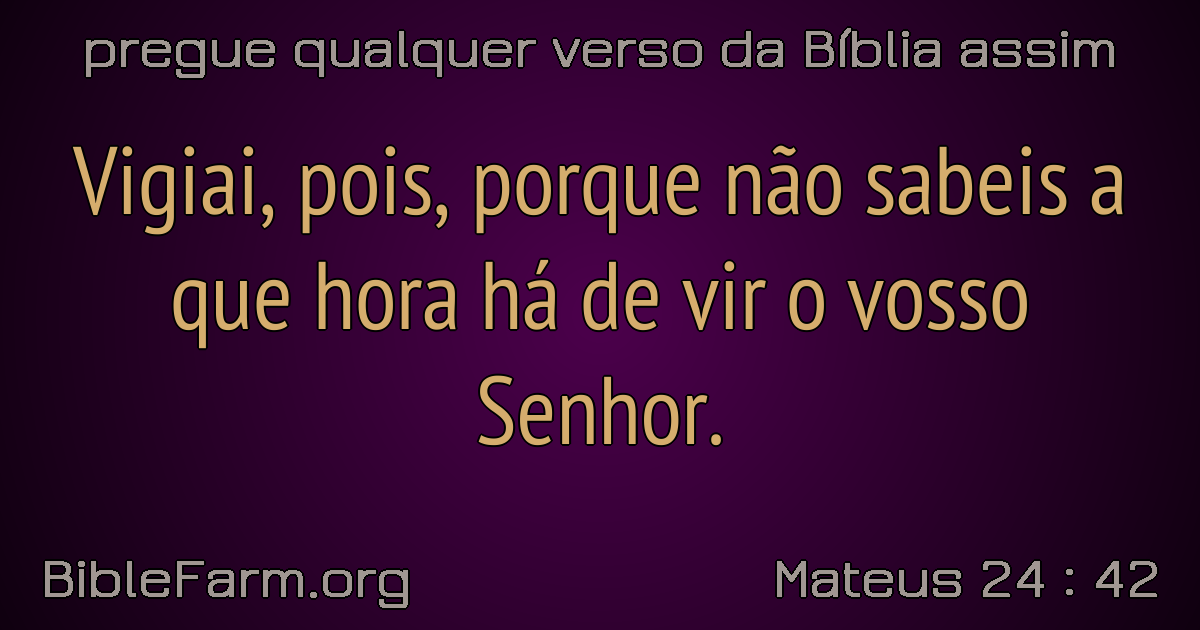 pregue qualquer verso da Bíblia assim
Vigiai, pois, porque não sabeis a
que hora há de vir o vosso
Senhor.
BibleFarm.org
Mateus 24 : 42